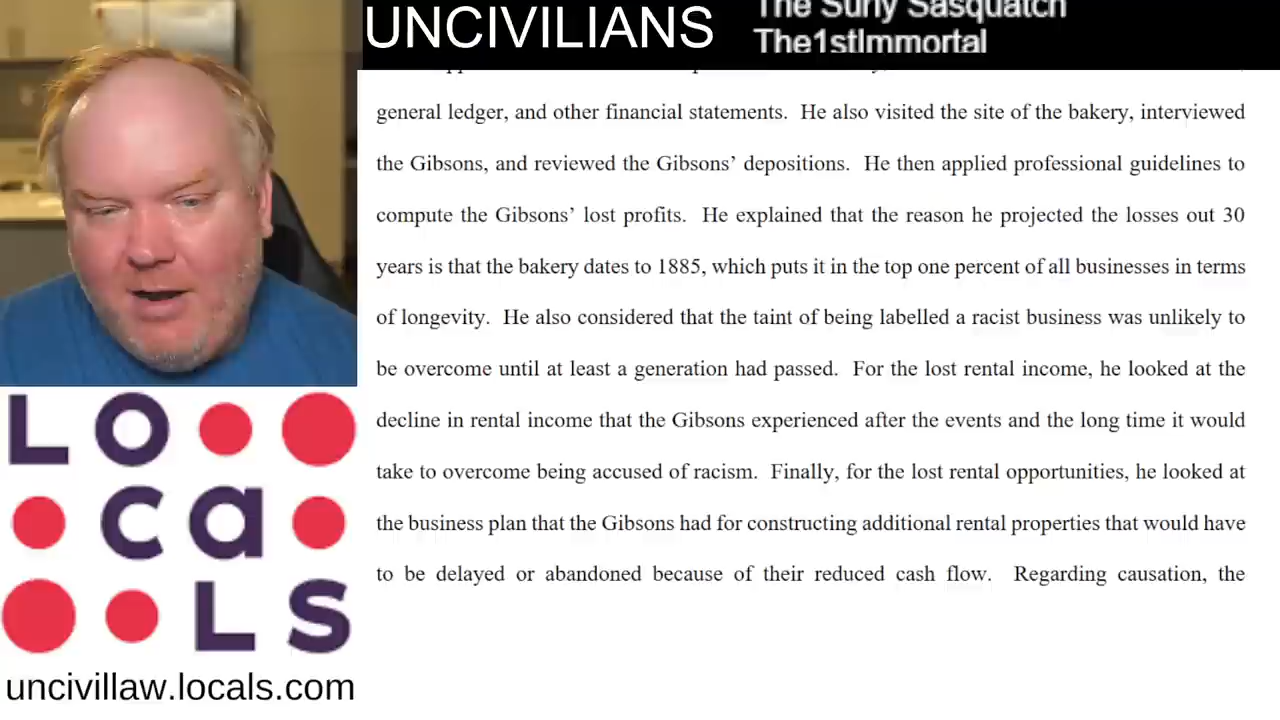 UNCIVILIANS
The Surly Sasquatch
The1stImmortal
general ledger, and other financial statements. He also visited the site of the bakery, interviewed
the Gibsons, and reviewed the Gibsons’ depositions. He then applied professional guidelines to
compute the Gibsons’ lost profits. He explained that the reason he projected the losses out 30
years is that the bakery dates to 1885, which puts it in the top one percent of all businesses in terms
of longevity. He also considered that the taint of being labelled a racist business was unlikely to
be overcome until at least a generation had passed. For the lost rental income, he looked at the
decline in rental income that the Gibsons experienced after the events and the long time it would
take to overcome being accused of racism. Finally, for the lost rental opportunities, he looked at
the business plan that the Gibsons had for constructing additional rental properties that would have
to be delayed or abandoned because of their reduced cash flow. Regarding causation, the
LO
ca
LS
uncivillaw.locals.com